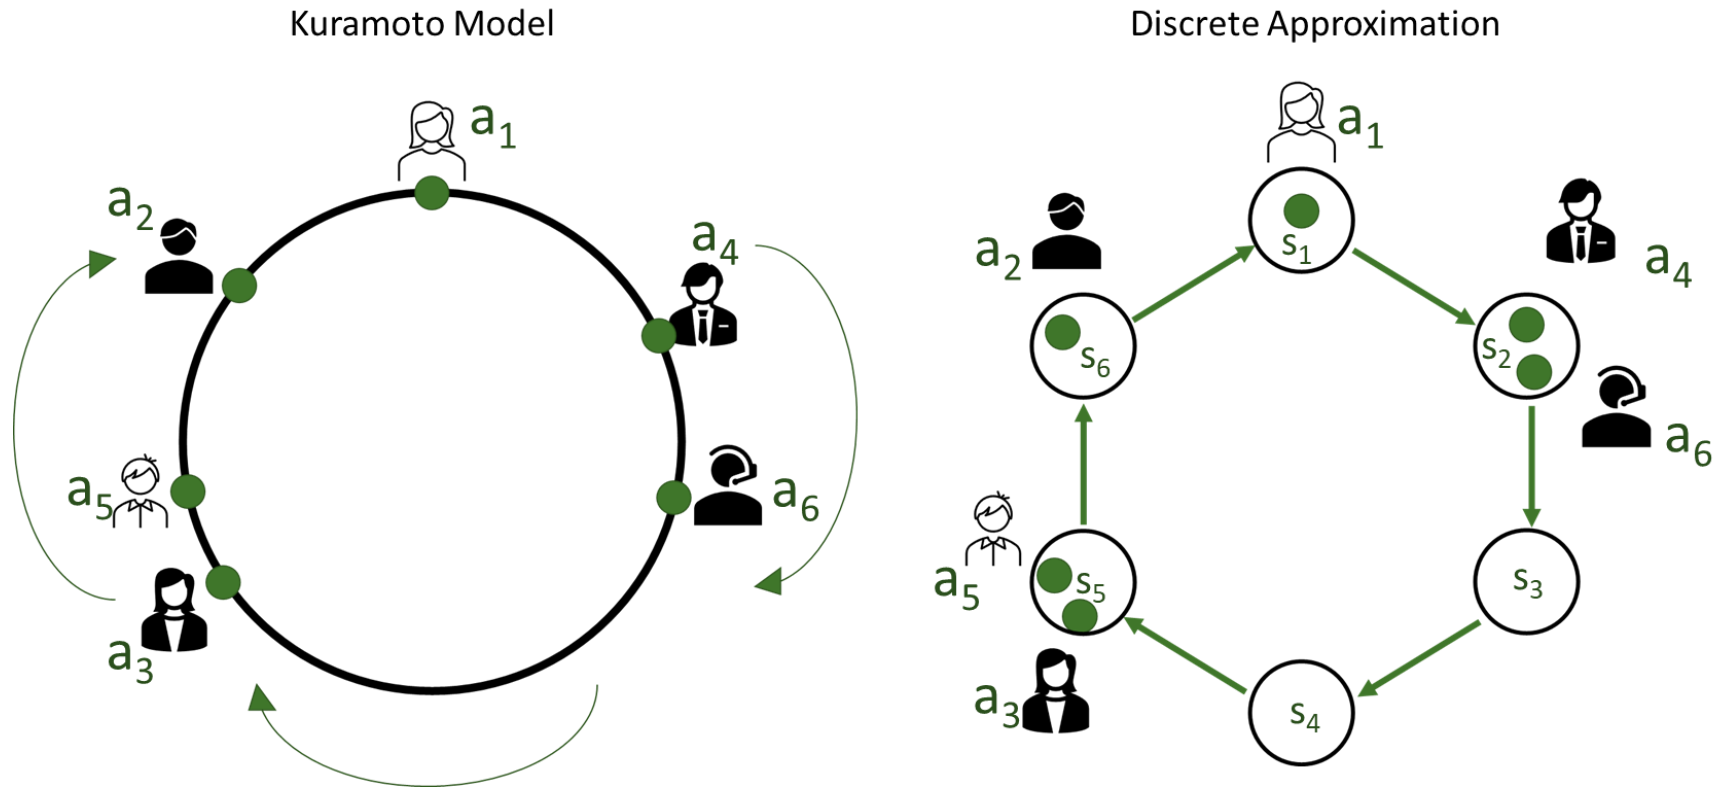 Kuramoto Model
a1
a2
a4
a5
a6
a3
Discrete Approximation
a1
s1
a2
a4
s6
s2
a6
a5
s5
s3
a3
s4